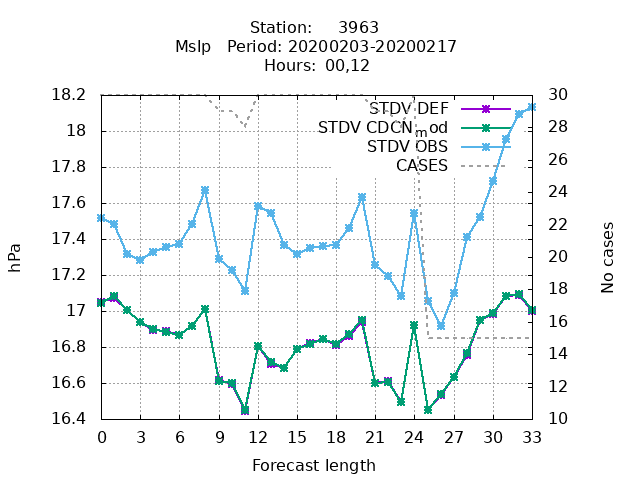 Station: 3963
Mslp Period: 20200203-20200217
Hours: 00,12
STDV DEF
STDV CDCN_mod
STDV OBS
CASES
hPa
18.2
18
17.8
17.6
17.4
17.2
17
16.8
16.6
16.4
30
28
26
24
22
20
18
16
14
12
10
No cases
0 3 6 9 12 15 18 21 24 27 30 33
Forecast length